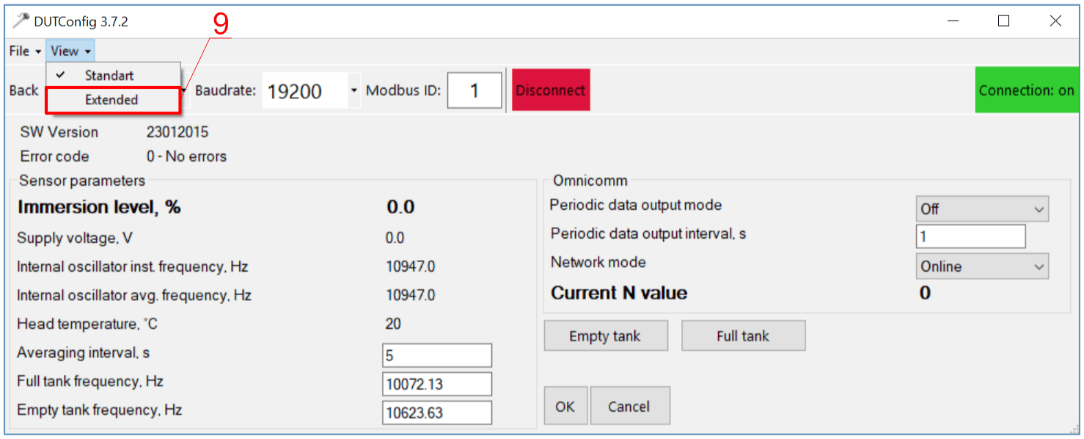 DUTConfig 3.7.2
9
File View
Standart
Extended
Back Baudrate: 19200 Modbus ID: 1 Disconnect Connection: on
SW Version 23012015
Error code 0 - No errors
Sensor parameters
Immersion level, % 0.0
Supply voltage, V 0.0
Internal oscillator inst. frequency, Hz 10947.0
Internal oscillator avg. frequency, Hz 10947.0
Head temperature, °C 20
Averaging interval, s 5
Full tank frequency, Hz 10072.13
Empty tank frequency, Hz 10623.63
Omnicomm
Periodic data output mode Off
Periodic data output interval, s 1
Network mode Online
Current N value 0
Empty tank Full tank
OK Cancel